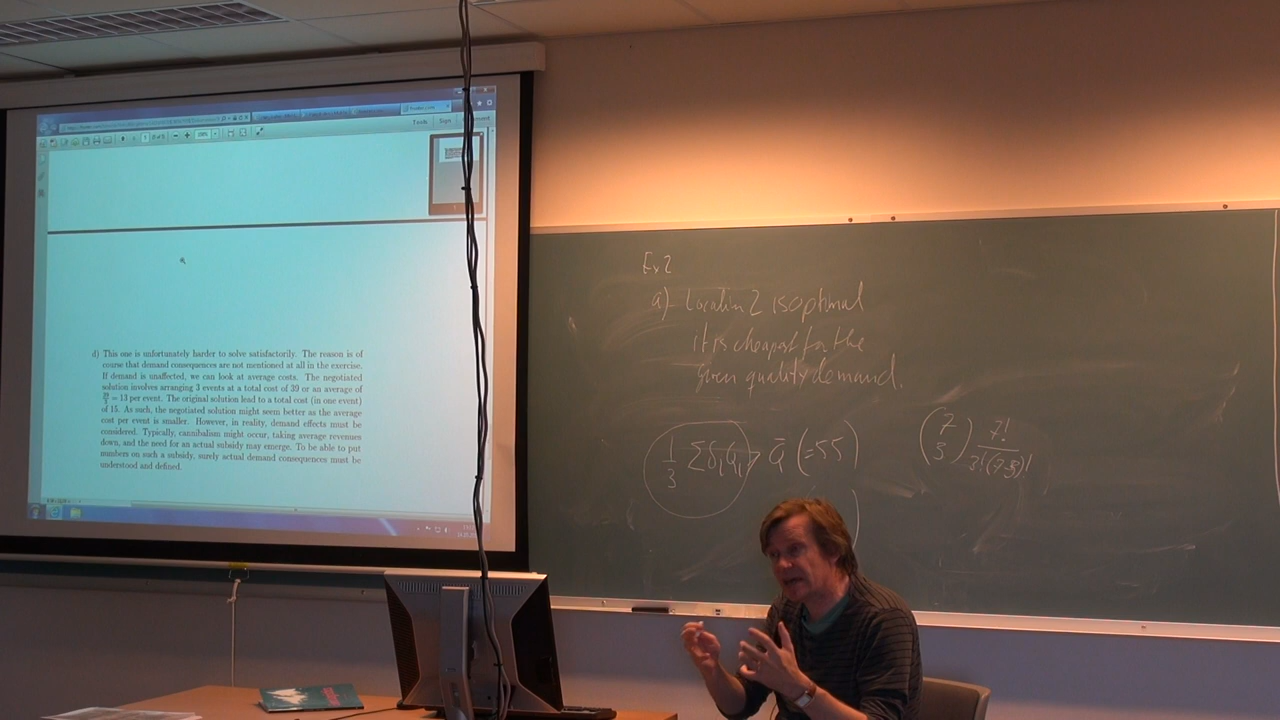 Tools
Sign
d) This one is unfortunately harder to solve satisfactorily. The reason is of
course that demand consequences are not mentioned at all in the exercise.
If demand is unaffected, we can look at average costs. The negotiated
solution involves arranging 3 events at a total cost of 39 or an average of
39/3 = 13 per event. The original solution lead to a total cost (in one event)
of 15. As such, the negotiated solution might seem better as the average
cost per event is smaller. However, in reality, demand effects must be
considered. Typically, cannibalism might occur, taking average revenues
down, and the need for an actual subsidy may emerge. To be able to put
numbers on such a subsidy, surely actual demand consequences must be
understood and defined.
Ex 2
a) - Location 2 is optimal
it is cheapest for the
given quality demand.
1/3 Σ δᵢ q̄ᵢ > q̄ (=55)
(7 3) 7!/3!(7-3)!